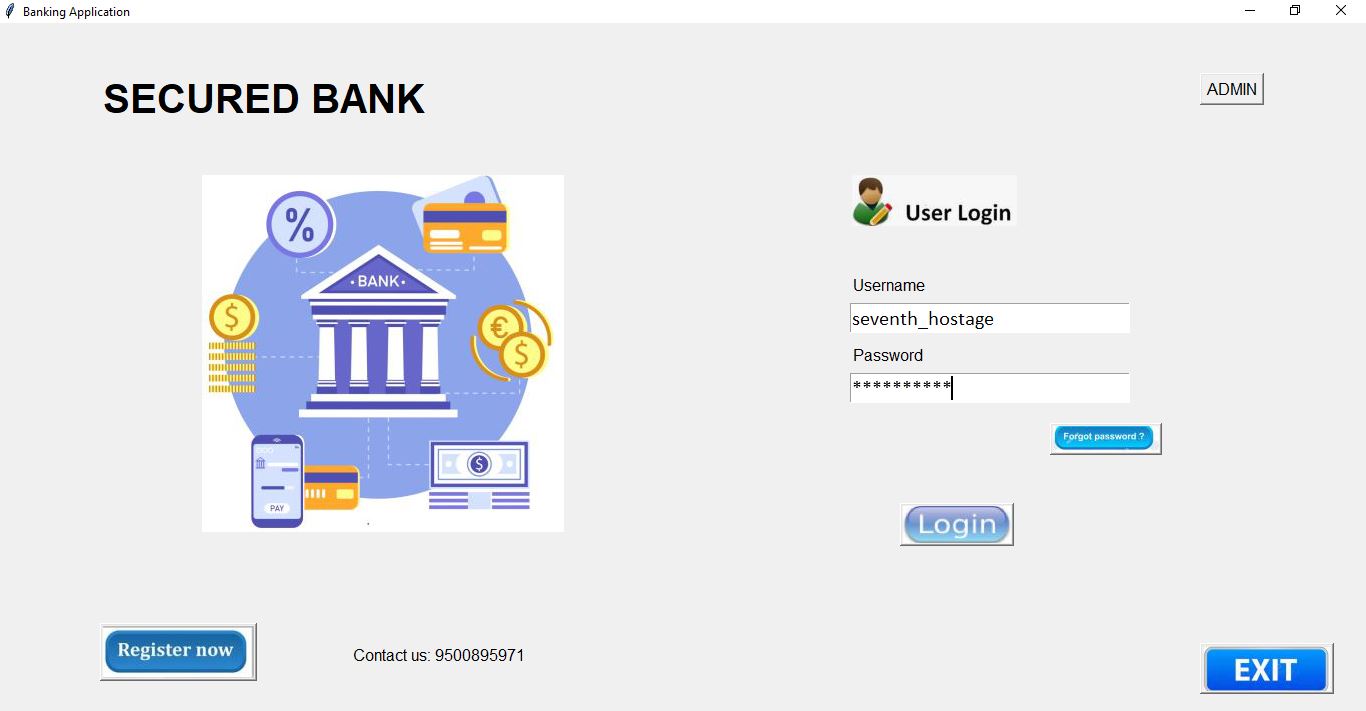 Banking Application
SECURED BANK
ADMIN
%
BANK
$
€
$
$
PAY
User Login
Username
seventh_hostage
Password
**********
Forgot password ?
Login
Register now
Contact us: 9500895971
EXIT